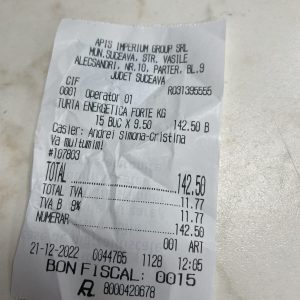 APIS IMPERIUM GROUP SRL
MUN.SUCEAVA, STR. VASILE
ALECSANDRI, NR.10, PARTER, BL.9
JUDET SUCEAVA
CIF RO31395555
0001 Operator 01
TURTA ENERGETICA FORTE KG
15 BUC X 9.50 142.50 B
Casier: Andrei Simona-Cristina
Va multumim!
#107803
TOTAL 142.50
TOTAL TVA 11.77
TVA B 9% 11.77
NUMERAR 142.50
001 ART
21-12-2022 0044765 1128 12:05
BON FISCAL: 0015
8000420678